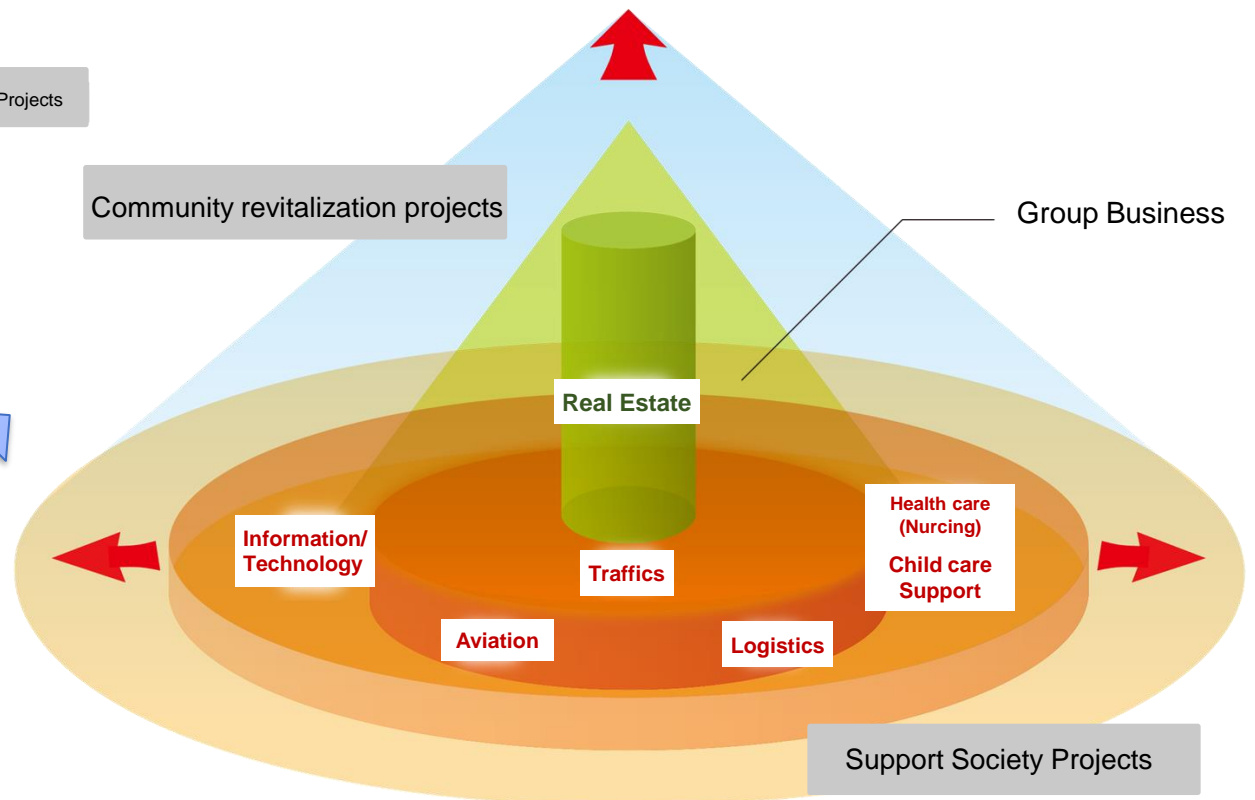 Projects
Community revitalization projects
Group Business
Real Estate
Information/
Technology
Traffics
Health care
(Nurcing)
Child care
Support
Aviation
Logistics
Support Society Projects